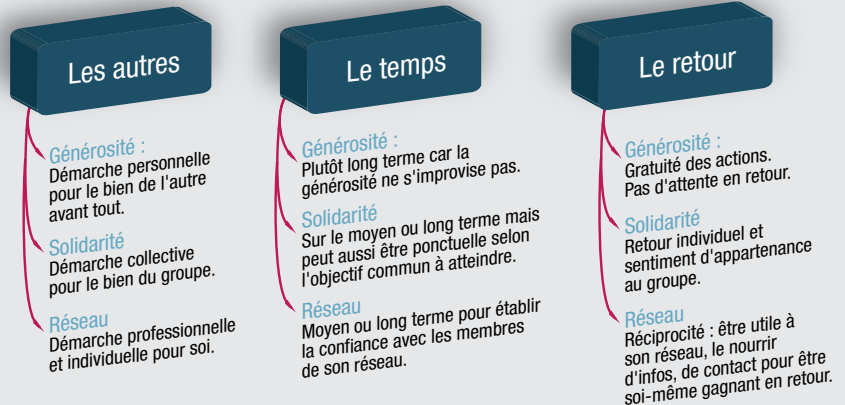 Les autres
Générosité :
Démarche personnelle
pour le bien de l'autre
avant tout.
Solidarité
Démarche collective
pour le bien du groupe.
Réseau
Démarche professionnelle
et individuelle pour soi.
Le temps
Générosité :
Plutôt long terme car la
générosité ne s'improvise pas.
Solidarité
Sur le moyen ou long terme mais
peut aussi être ponctuelle selon
l'objectif commun à atteindre.
Réseau
Moyen ou long terme pour établir
la confiance avec les membres
de son réseau.
Le retour
Générosité :
Gratuité des actions.
Pas d'attente en retour.
Solidarité
Retour individuel et
sentiment d'appartenance
au groupe.
Réseau
Réciprocité : être utile à
son réseau, le nourrir
d'infos, de contact pour être
soi-même gagnant en retour.